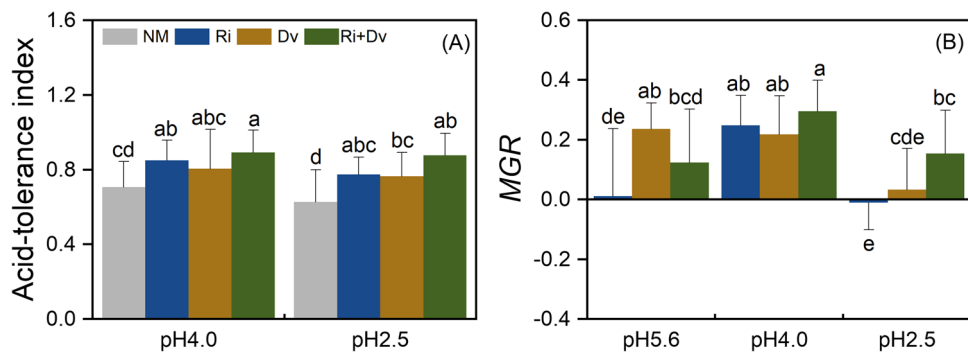 Acid-tolerance index
1.6
1.2
0.8
0.4
0.0
NM Ri Dv Ri+Dv
(A)
cd ab abc a
d abc bc ab
pH4.0 pH2.5
MGR
0.6
0.4
0.2
0.0
-0.2
-0.4
(B)
de ab bcd
ab ab a
e cde bc
pH5.6 pH4.0 pH2.5